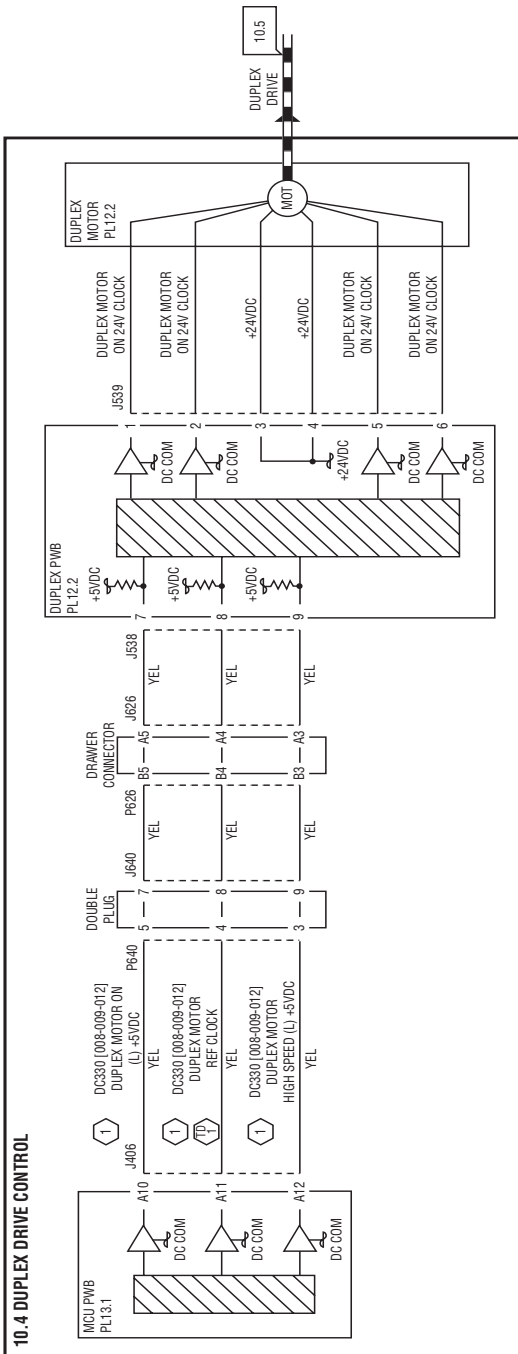 10.4 DUPLEX DRIVE CONTROL
MCU PWB
PL13.1
DC COM
DC COM
DC COM
A10
A11
A12
J406
1
DC330 [008-009-012]
DUPLEX MOTOR ON
(L) +5VDC
YEL
1
TD
1
DC330 [008-009-012]
DUPLEX MOTOR
REF CLOCK
YEL
1
DC330 [008-009-012]
DUPLEX MOTOR
HIGH SPEED (L) +5VDC
YEL
P640
DOUBLE
PLUG
5 7
4 8
3 9
J640
YEL
YEL
YEL
P626
DRAWER
CONNECTOR
B5 A5
B4 A4
B3 A3
J626
YEL
YEL
YEL
J538
7
8
9
DUPLEX PWB
PL12.2
+5VDC
+5VDC
+5VDC
DC COM
DC COM
+24VDC
DC COM
DC COM
1
2
3
4
5
6
J539
DUPLEX MOTOR
ON 24V CLOCK
DUPLEX MOTOR
ON 24V CLOCK
+24VDC
+24VDC
DUPLEX MOTOR
ON 24V CLOCK
DUPLEX MOTOR
ON 24V CLOCK
DUPLEX
MOTOR
PL12.2
MOT
DUPLEX
DRIVE
10.5